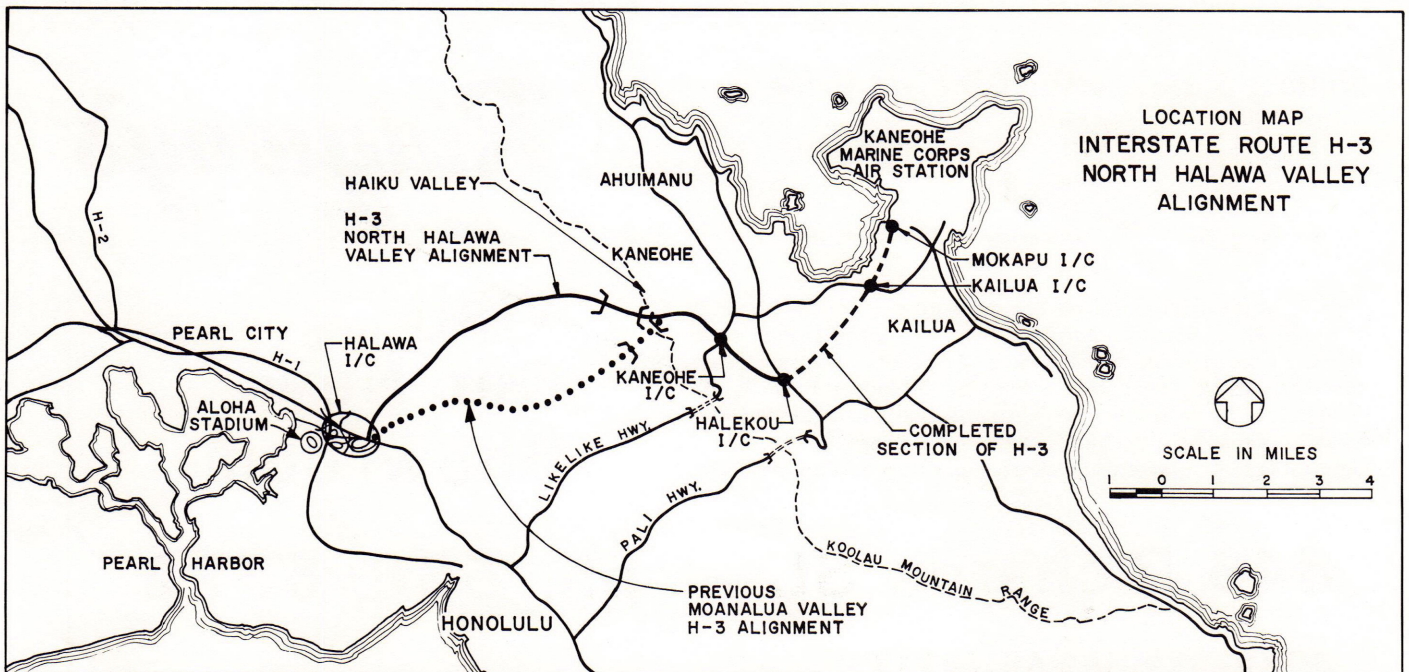 LOCATION MAP
INTERSTATE ROUTE H-3
NORTH HALAWA VALLEY
ALIGNMENT
KANEOHE
MARINE CORPS
AIR STATION
HAIKU VALLEY
AHUIMANU
H-3
NORTH HALAWA
VALLEY ALIGNMENT
KANEOHE
H-2
MOKAPU I/C
KAILUA I/C
KAILUA
PEARL CITY
H-1
HALAWA
I/C
KANEOHE
I/C
ALOHA
STADIUM
HALEKOU
I/C
COMPLETED
SECTION OF H-3
SCALE IN MILES
1 0 1 2 3 4
LIKELIKE HWY.
PALI HWY.
KOOLAU MOUNTAIN RANGE
PEARL HARBOR
PREVIOUS
MOANALUA VALLEY
H-3 ALIGNMENT
HONOLULU